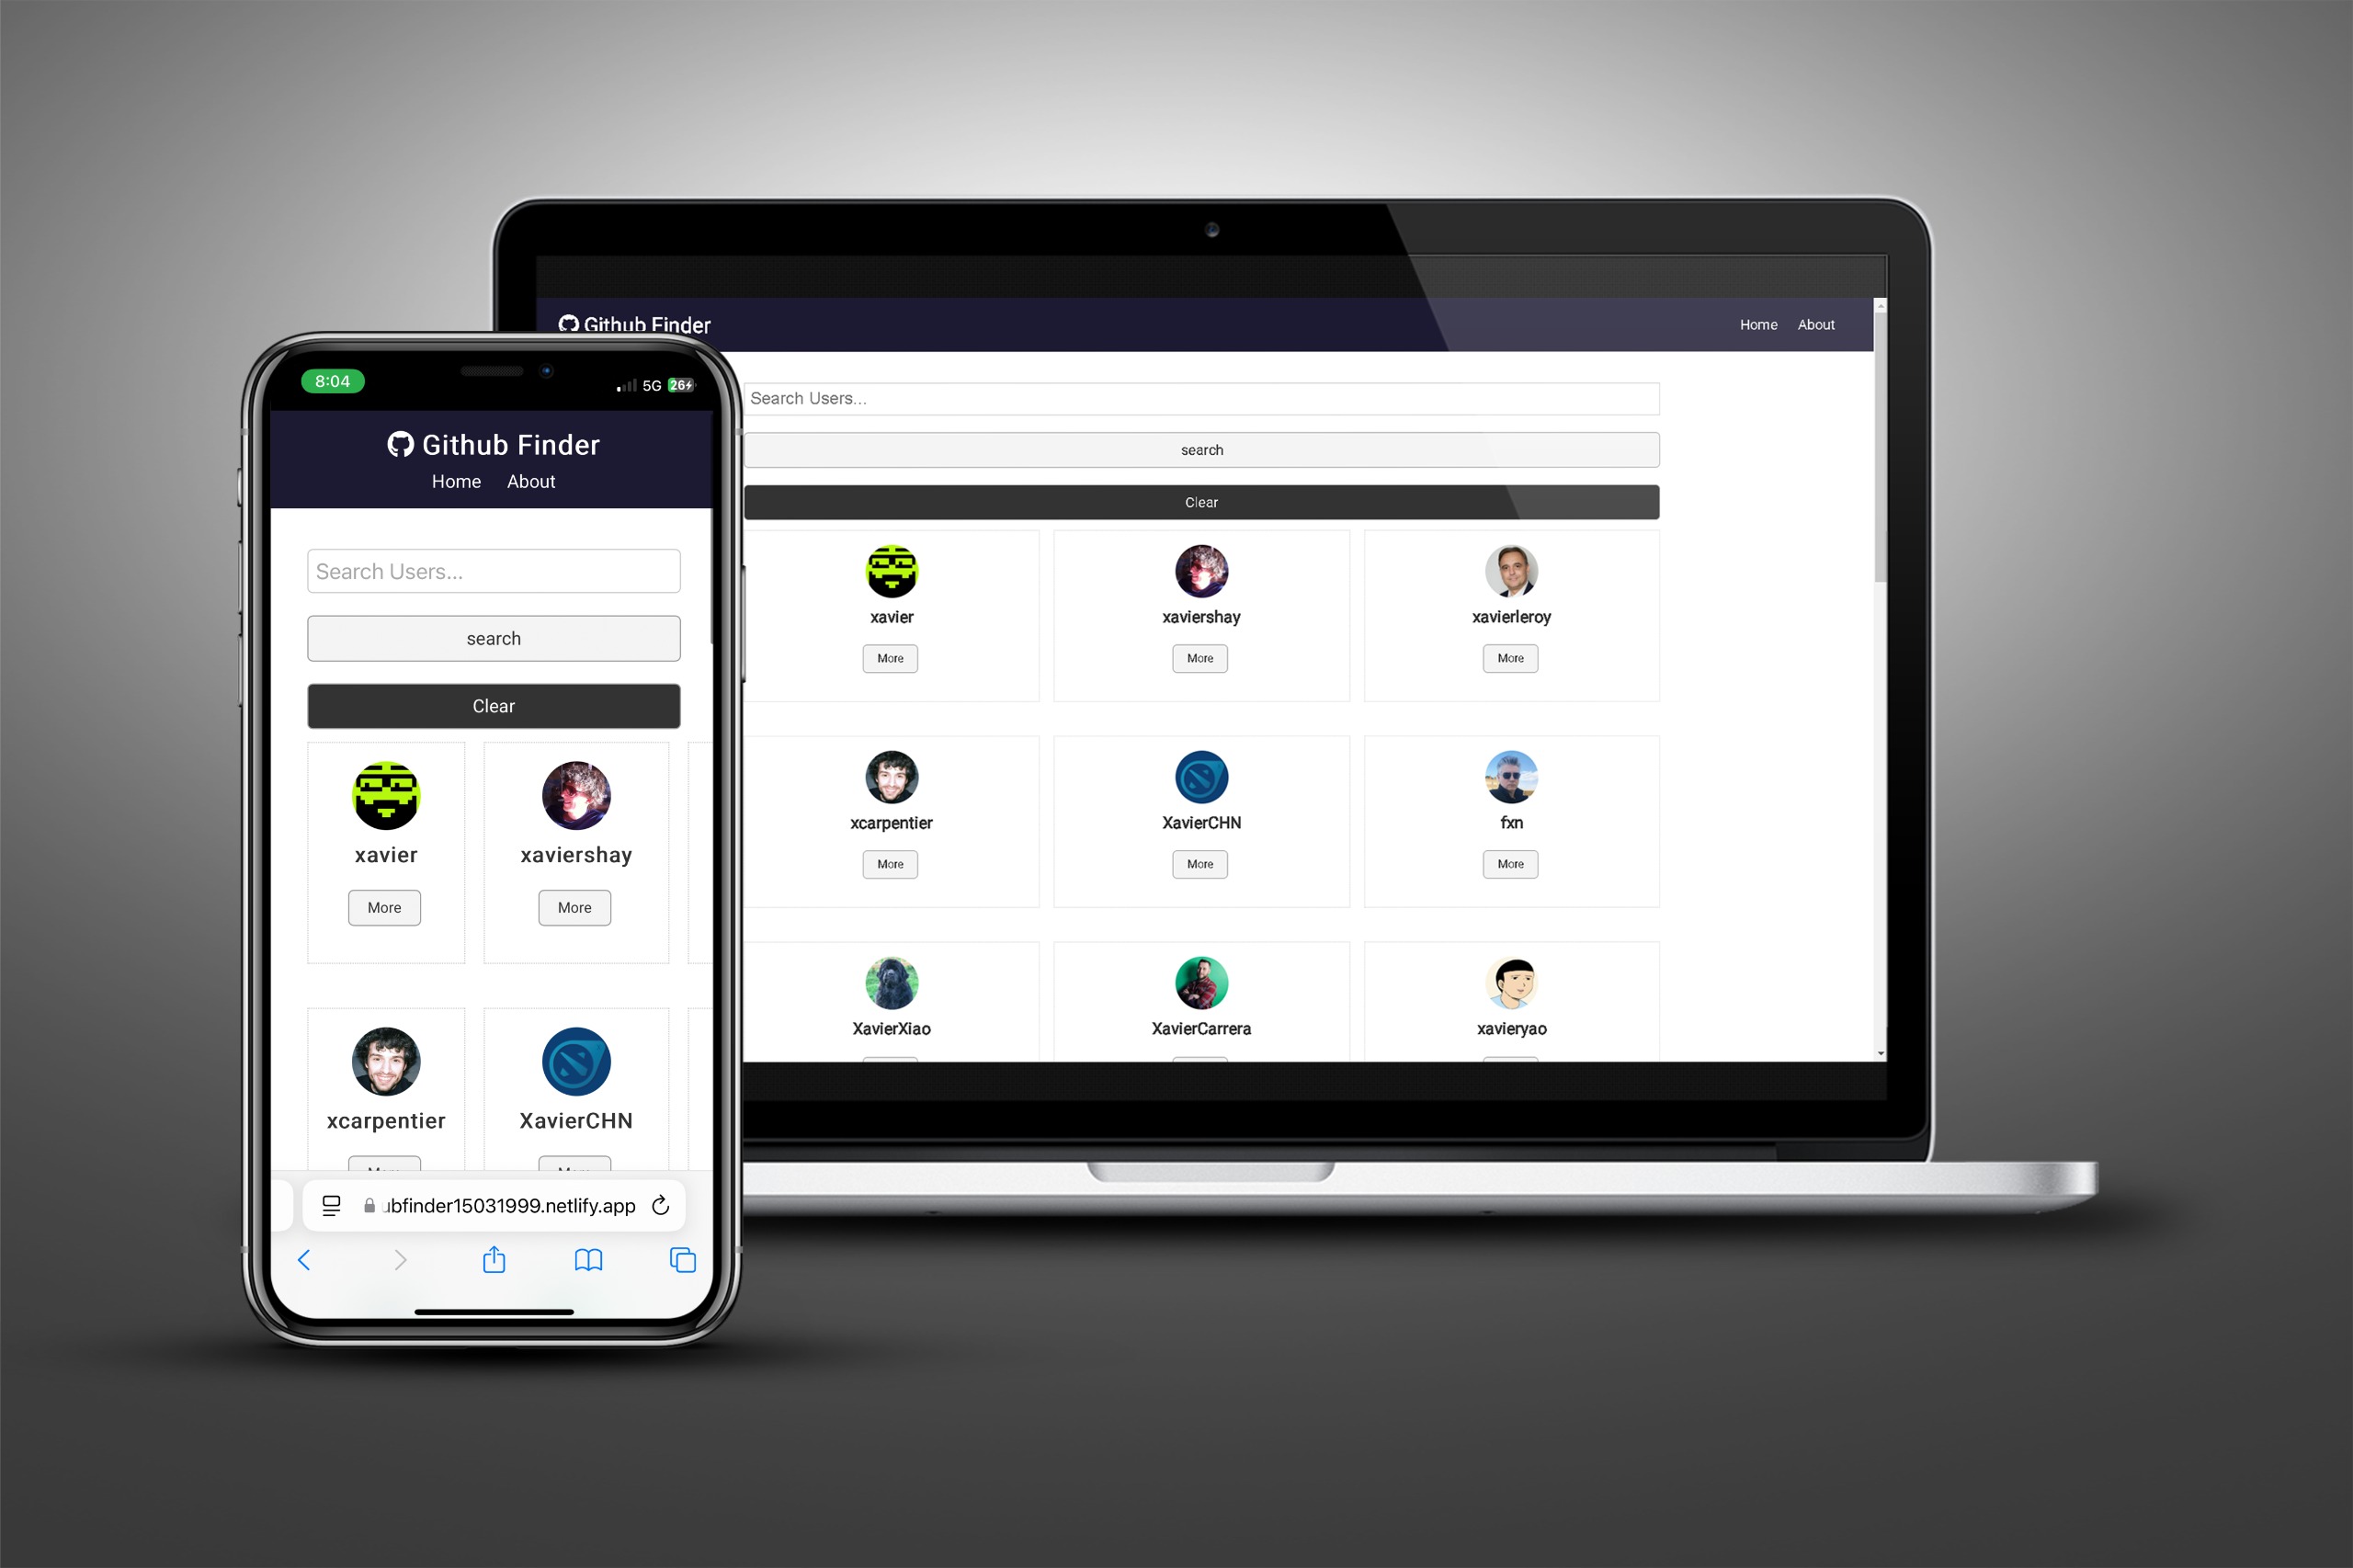 Github Finder
Home About
Search Users...
search
Clear
xavier xaviershay xavierleroy
More More More
xcarpentier XavierCHN fxn
More More More
XavierXiao XavierCarrera xavieryao
8:04 5G 26
Github Finder
Home About
Search Users...
search
Clear
xavier xaviershay
More More
xcarpentier XavierCHN
More More
ubfinder15031999.netlify.app